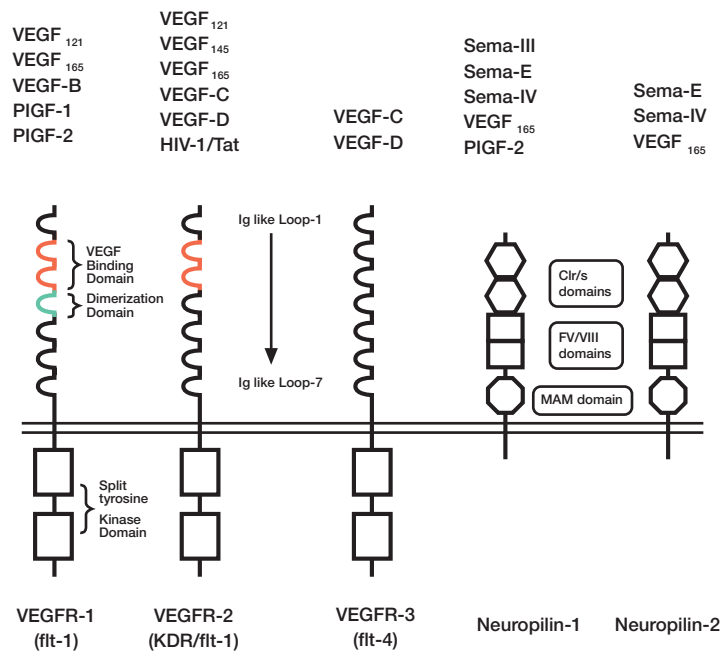 VEGF 121
VEGF 165
VEGF-B
PIGF-1
PIGF-2
VEGF 121
VEGF 145
VEGF 165
VEGF-C
VEGF-D
HIV-1/Tat
VEGF-C
VEGF-D
Sema-III
Sema-E
Sema-IV
VEGF 165
PIGF-2
Sema-E
Sema-IV
VEGF 165
VEGF
Binding
Domain
Dimerization
Domain
Ig like Loop-1
Ig like Loop-7
Clr/s
domains
FV/VIII
domains
MAM domain
Split
tyrosine
Kinase
Domain
VEGFR-1
(flt-1)
VEGFR-2
(KDR/flt-1)
VEGFR-3
(flt-4)
Neuropilin-1
Neuropilin-2